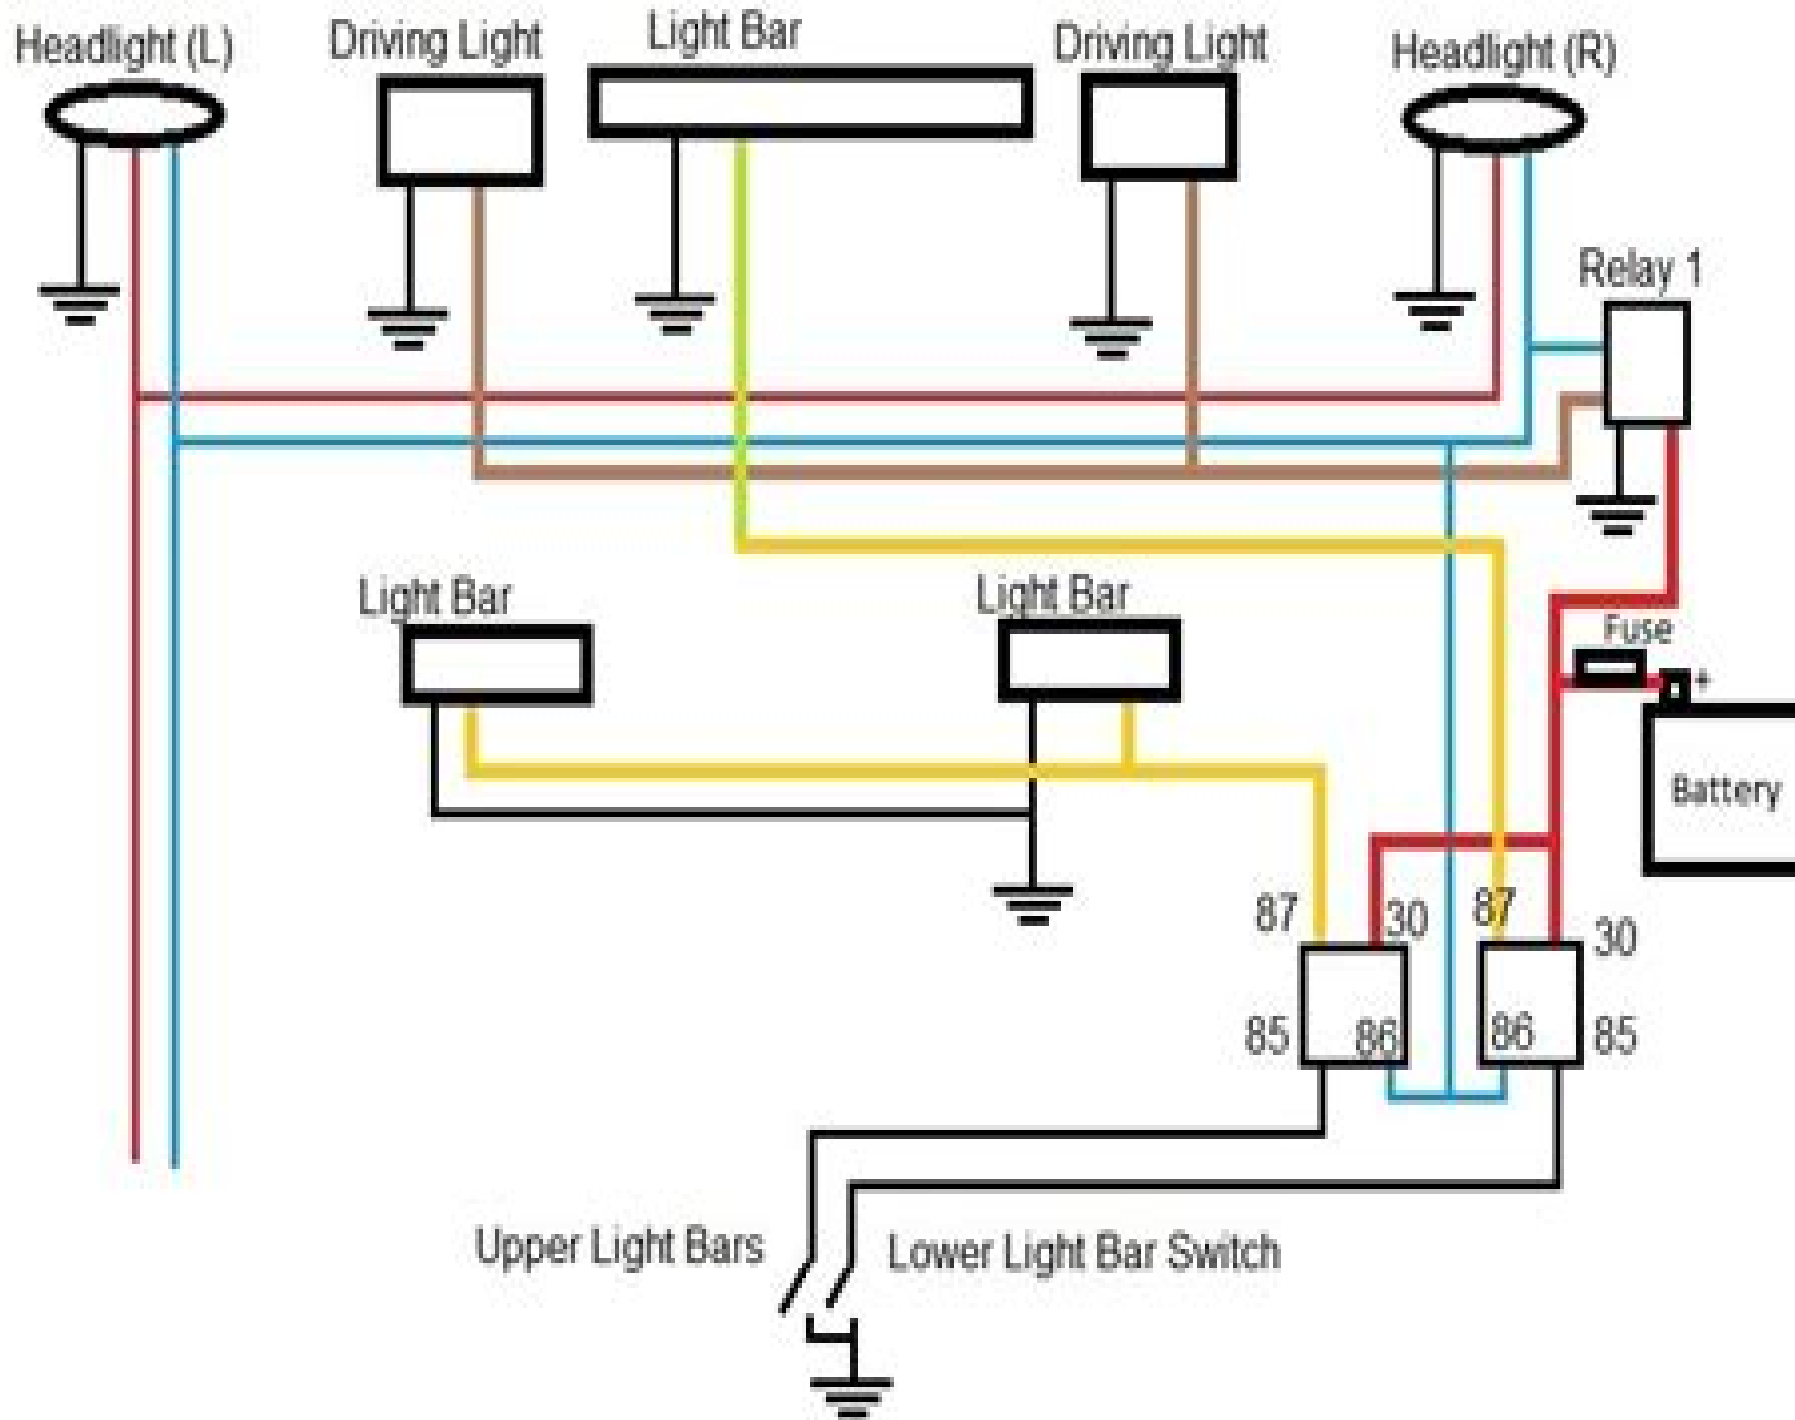 Headlight (L)
Driving Light
Light Bar
Driving Light
Headlight (R)
Relay 1
Light Bar
Light Bar
Fuse
+
Battery
87
30
87
30
85
86
86
85
Upper Light Bars
Lower Light Bar Switch